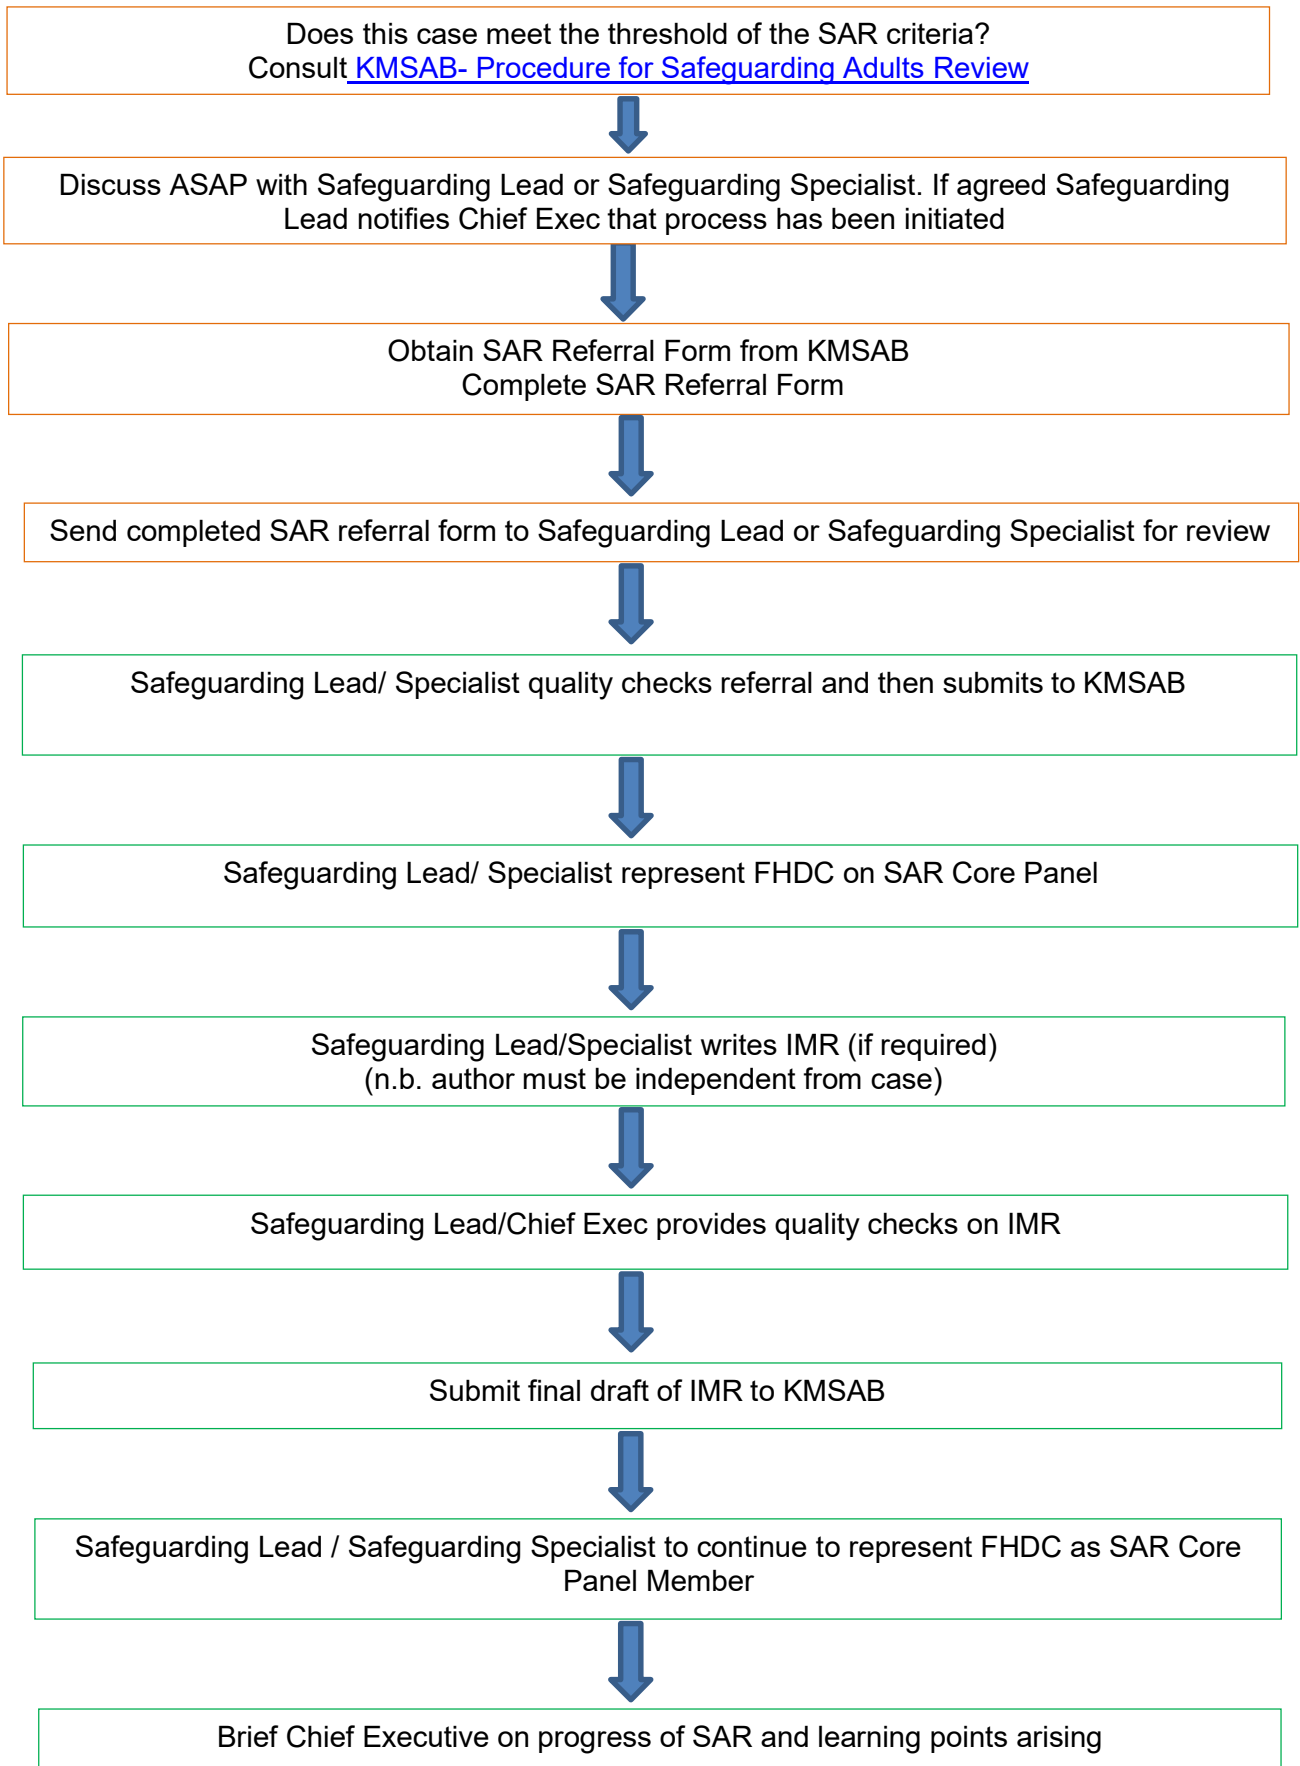 Does this case meet the threshold of the SAR criteria?
Consult KMSAB- Procedure for Safeguarding Adults Review
Discuss ASAP with Safeguarding Lead or Safeguarding Specialist. If agreed Safeguarding
Lead notifies Chief Exec that process has been initiated
Obtain SAR Referral Form from KMSAB
Complete SAR Referral Form
Send completed SAR referral form to Safeguarding Lead or Safeguarding Specialist for review
Safeguarding Lead/ Specialist quality checks referral and then submits to KMSAB
Safeguarding Lead/ Specialist represent FHDC on SAR Core Panel
Safeguarding Lead/Specialist writes IMR (if required)
(n.b. author must be independent from case)
Safeguarding Lead/Chief Exec provides quality checks on IMR
Submit final draft of IMR to KMSAB
Safeguarding Lead / Safeguarding Specialist to continue to represent FHDC as SAR Core
Panel Member
Brief Chief Executive on progress of SAR and learning points arising